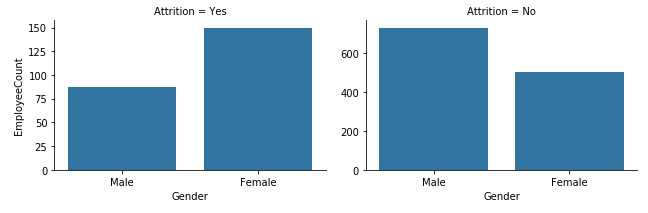 Attrition = Yes
150
125
100
75
50
25
0
EmployeeCount
Male
Female
Gender
Attrition = No
600
400
200
0
Male
Female
Gender